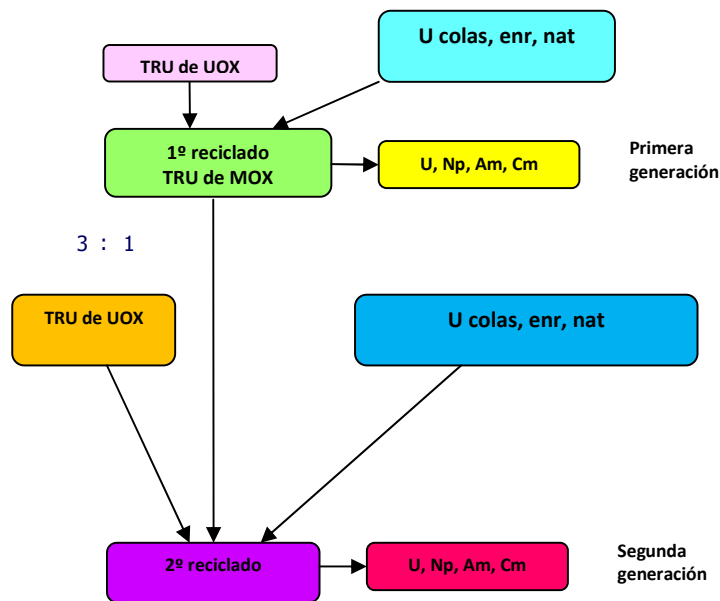 U colas, enr, nat
TRU de UOX
1º reciclado
TRU de MOX
U, Np, Am, Cm
Primera
generación
3 : 1
TRU de UOX
U colas, enr, nat
2º reciclado
U, Np, Am, Cm
Segunda
generación